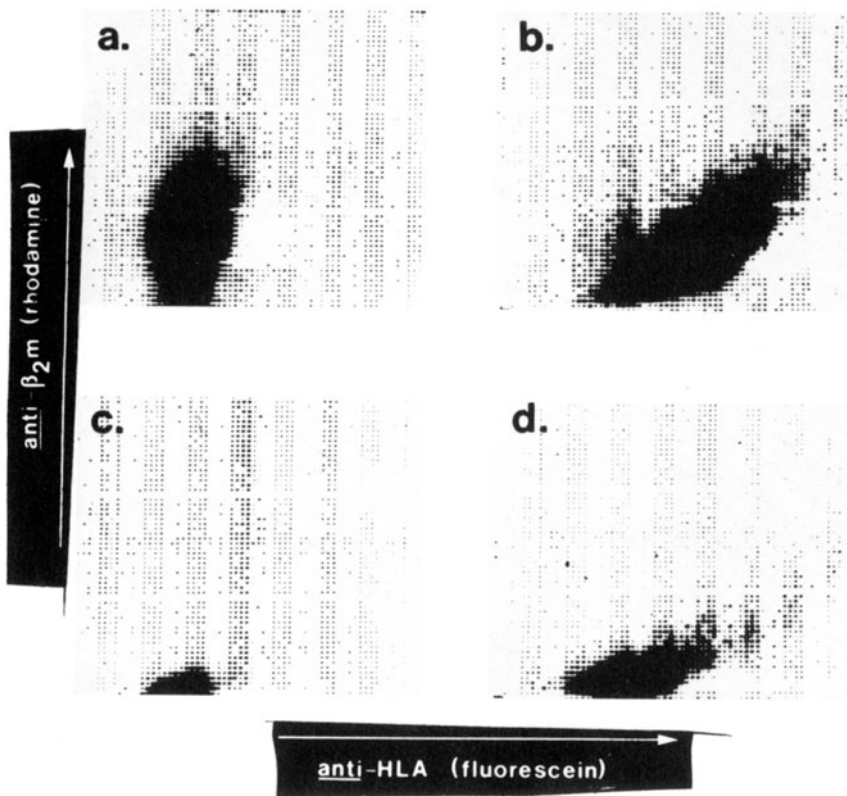 a.
b.
anti-β₂m (rhodamine)
c.
d.
anti-HLA (fluorescein)